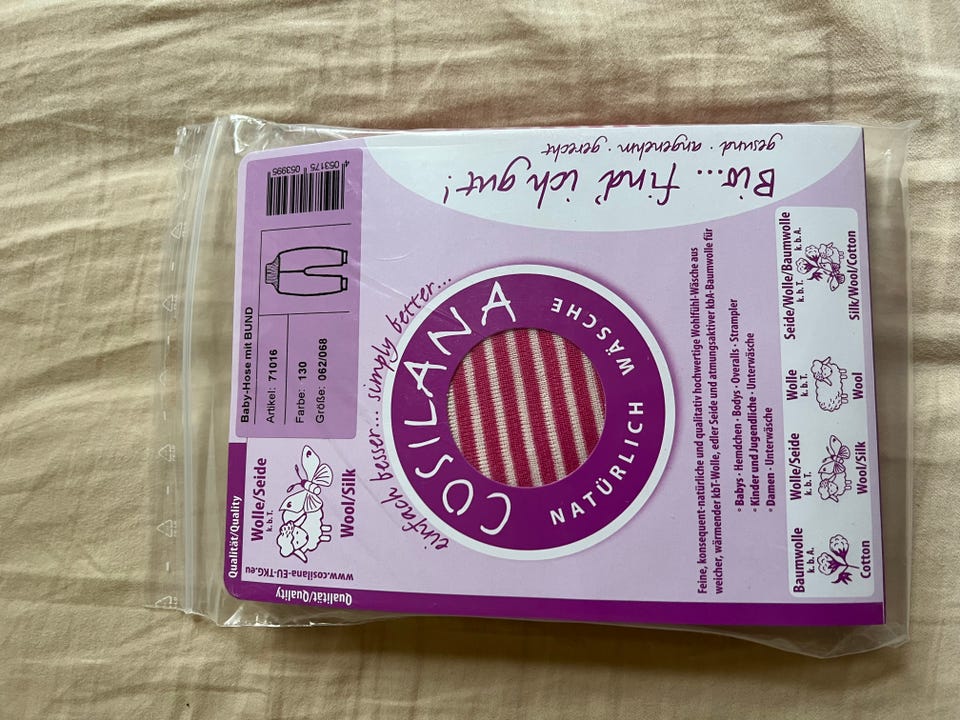 Qualität/Quality
Wolle/Seide
k.b.T.
Wool/Silk
www.cosilana-EU-TKG.eu
Qualität/Quality
Baby-Hose mit BUND
Artikel: 71016
Farbe: 130
Größe: 062/068
4 053175 053995
einfach besser... simply better...
COSILANA
NATÜRLICH WÄSCHE
Bio... find' ich gut!
gesund · angenehm · gerecht
Feine, konsequent-natürliche und qualitativ hochwertige Wohlfühl-Wäsche aus
weicher, wärmender kbT-Wolle, edler Seide und atmungsaktiver kbA-Baumwolle für
◦ Babys · Hemdchen · Bodys · Overalls · Strampler
◦ Kinder und Jugendliche · Unterwäsche
◦ Damen · Unterwäsche
Baumwolle
k.b.A.
Cotton
Wolle/Seide
k.b.T.
Wool/Silk
Wolle
k.b.T.
Wool
Seide/Wolle/Baumwolle
k.b.T. k.b.A.
Silk/Wool/Cotton